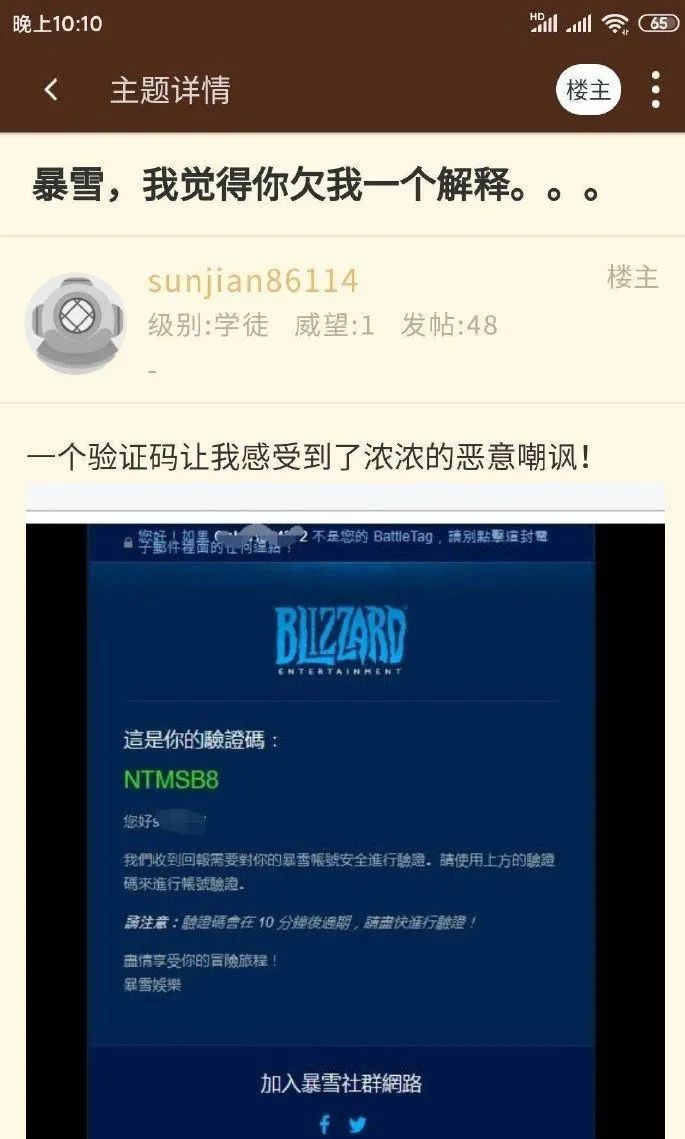 晚上10:10
HD
65
主题详情
楼主
暴雪，我觉得你欠我一个解释。。。
sunjian86114
楼主
级别:学徒 威望:1 发帖:48
-
一个验证码让我感受到了浓浓的恶意嘲讽！
您好！如果 2 不是您的 BattleTag，請別點擊這封電
子郵件裡面的任何連結！
BLIZZARD
ENTERTAINMENT
這是你的驗證碼：
NTMSB8
您好s
我們收到回報需要對你的暴雪帳號安全進行驗證。請使用上方的驗證
碼來進行帳號驗證。
請注意：驗證碼會在 10 分鐘後過期，請盡快進行驗證！
盡情享受你的冒險旅程！
暴雪娛樂
加入暴雪社群網路